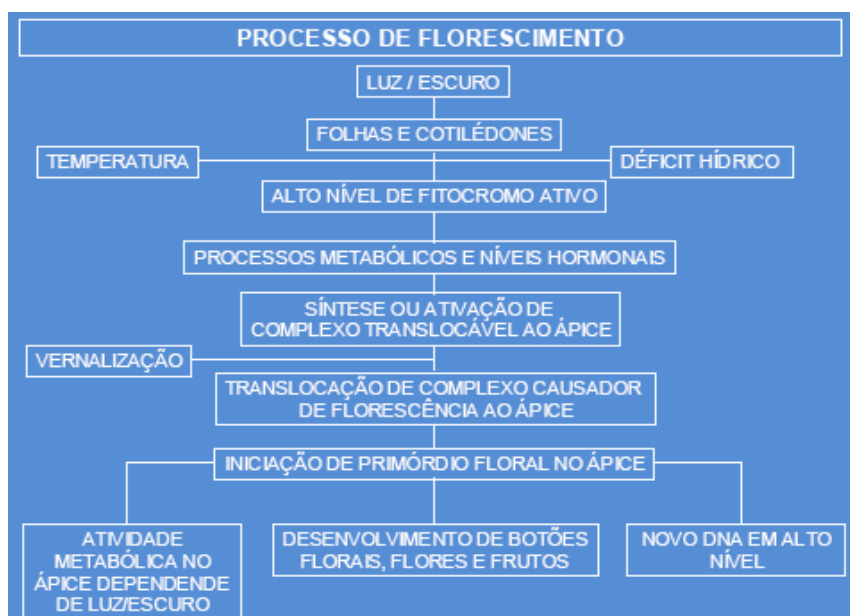 PROCESSO DE FLORESCIMENTO
LUZ / ESCURO
FOLHAS E COTILÉDONES
TEMPERATURA
DÉFICIT HÍDRICO
ALTO NÍVEL DE FITOCROMO ATIVO
PROCESSOS METABÓLICOS E NÍVEIS HORMONAIS
SÍNTESE OU ATIVAÇÃO DE
COMPLEXO TRANSLOCÁVEL AO ÁPICE
VERNALIZAÇÃO
TRANSLOCAÇÃO DE COMPLEXO CAUSADOR
DE FLORESCÊNCIA AO ÁPICE
INICIAÇÃO DE PRIMÓRDIO FLORAL NO ÁPICE
ATIVIDADE
METABÓLICA NO
ÁPICE DEPENDENDE
DE LUZ/ESCURO
DESENVOLVIMENTO DE BOTÕES
FLORAIS, FLORES E FRUTOS
NOVO DNA EM ALTO
NÍVEL